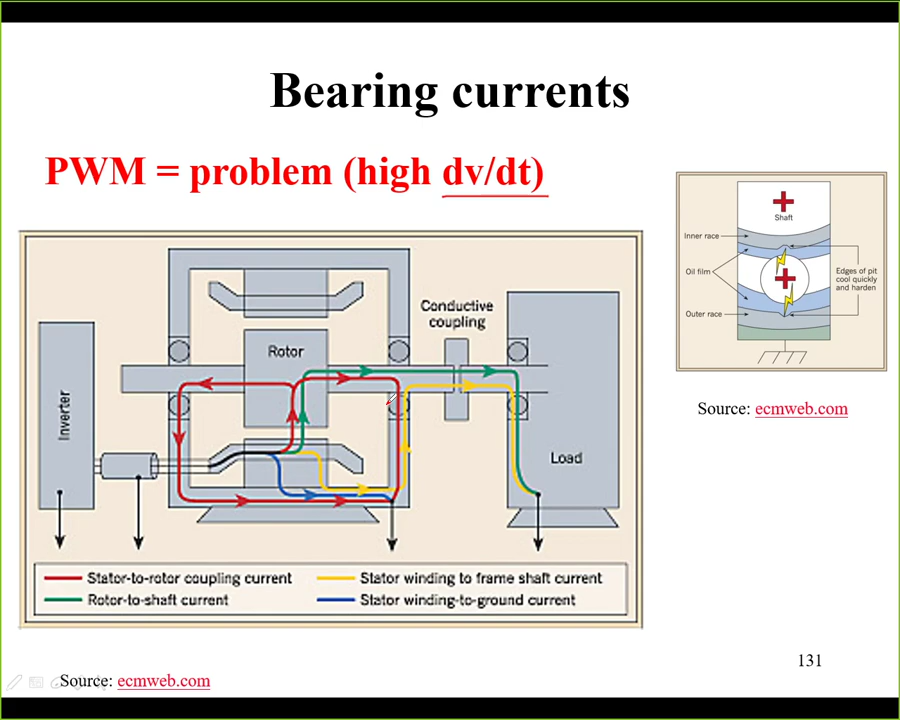 Bearing currents
PWM = problem (high dv/dt)
Inverter
Rotor
Conductive
coupling
Load
Stator-to-rotor coupling current
Stator winding to frame shaft current
Rotor-to-shaft current
Stator winding-to-ground current
Shaft
Inner race
Oil film
Outer race
Edges of pit
cool quickly
and harden
Source: ecmweb.com
131
Source: ecmweb.com